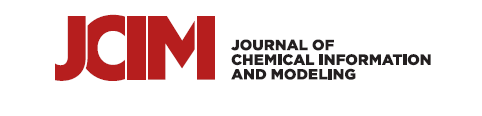 JCIM
JOURNAL OF
CHEMICAL INFORMATION
AND MODELING